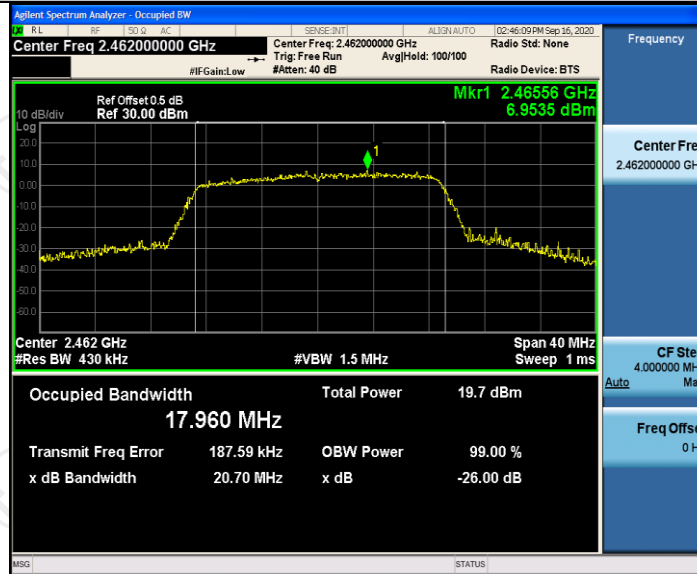 Agilent Spectrum Analyzer - Occupied BW
RL RF 50 Ω AC SENSE:INT ALIGN AUTO 02:46:09 PM Sep 16, 2020
Center Freq 2.462000000 GHz Center Freq: 2.462000000 GHz Radio Std: None
Trig: Free Run Avg|Hold: 100/100
#IFGain:Low #Atten: 40 dB Radio Device: BTS
Frequency
Ref Offset 0.5 dB Mkr1 2.46556 GHz
10 dB/div Ref 30.00 dBm 6.9535 dBm
Log
20.0
10.0
0.00
-10.0
-20.0
-30.0
-40.0
-50.0
-60.0
1
Center Fre
2.462000000 GH
Center 2.462 GHz Span 40 MHz
#Res BW 430 kHz #VBW 1.5 MHz Sweep 1 ms
CF Ste
4.000000 MH
Auto Ma
Occupied Bandwidth Total Power 19.7 dBm
17.960 MHz
Transmit Freq Error 187.59 kHz OBW Power 99.00 %
x dB Bandwidth 20.70 MHz x dB -26.00 dB
Freq Offse
0 H
MSG STATUS